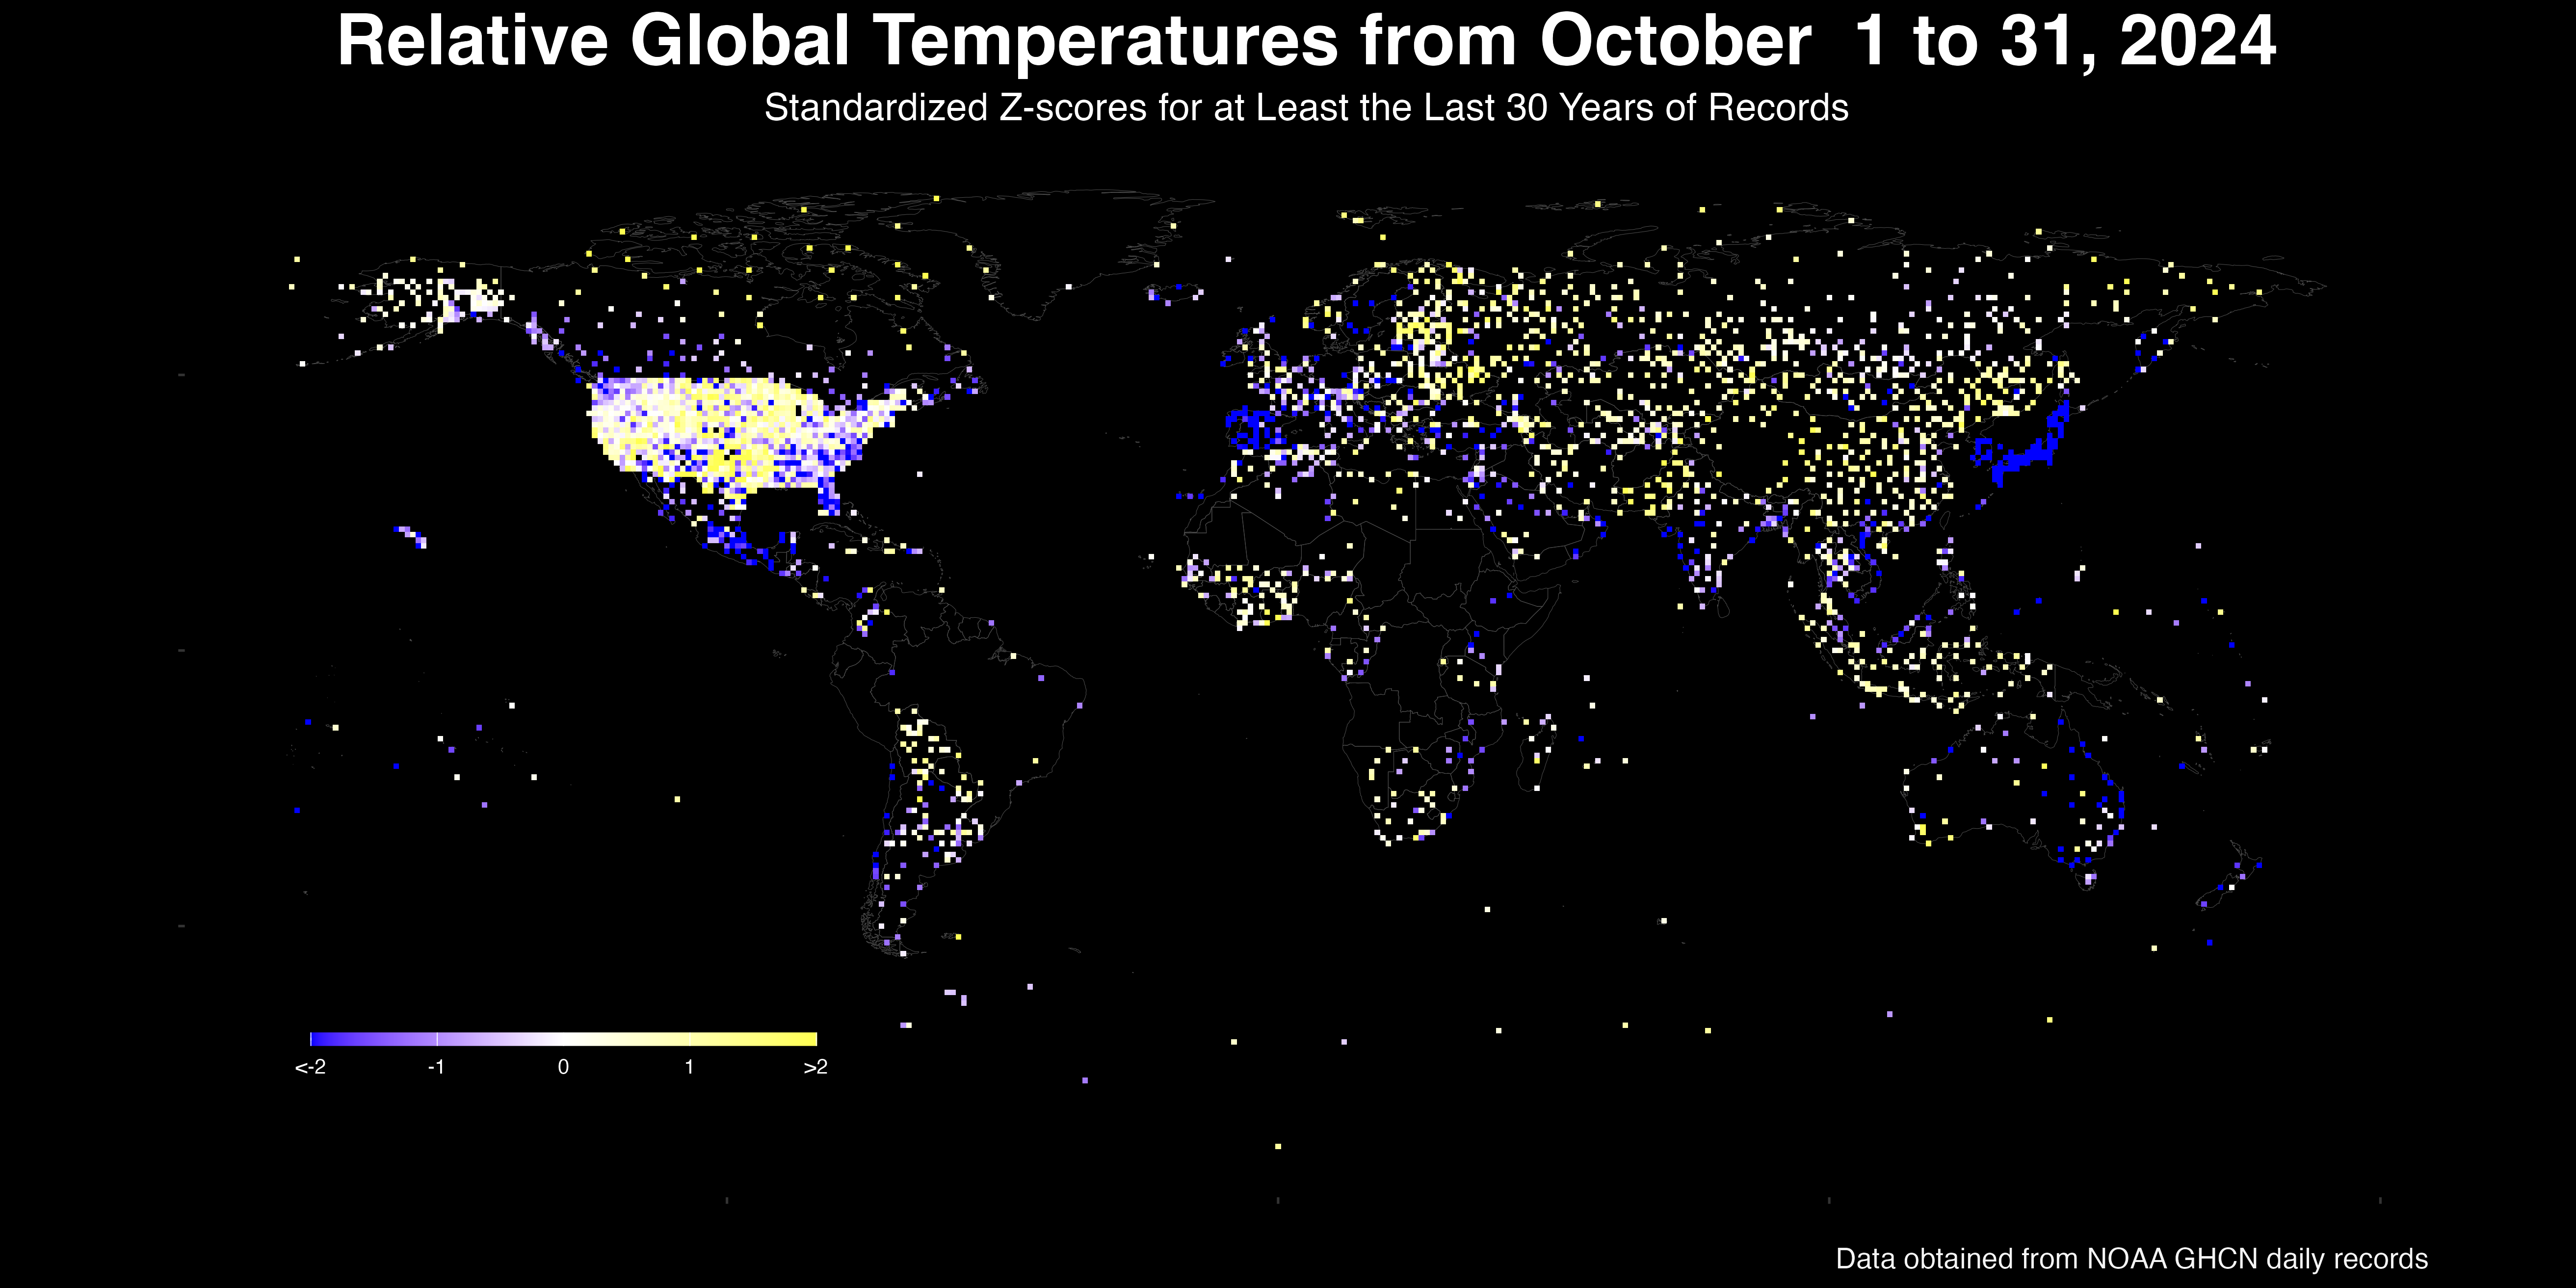 Relative Global Temperatures from October  1 to 31, 2024
Standardized Z-scores for at Least the Last 30 Years of Records
<-2 -1 0 1 >2
Data obtained from NOAA GHCN daily records